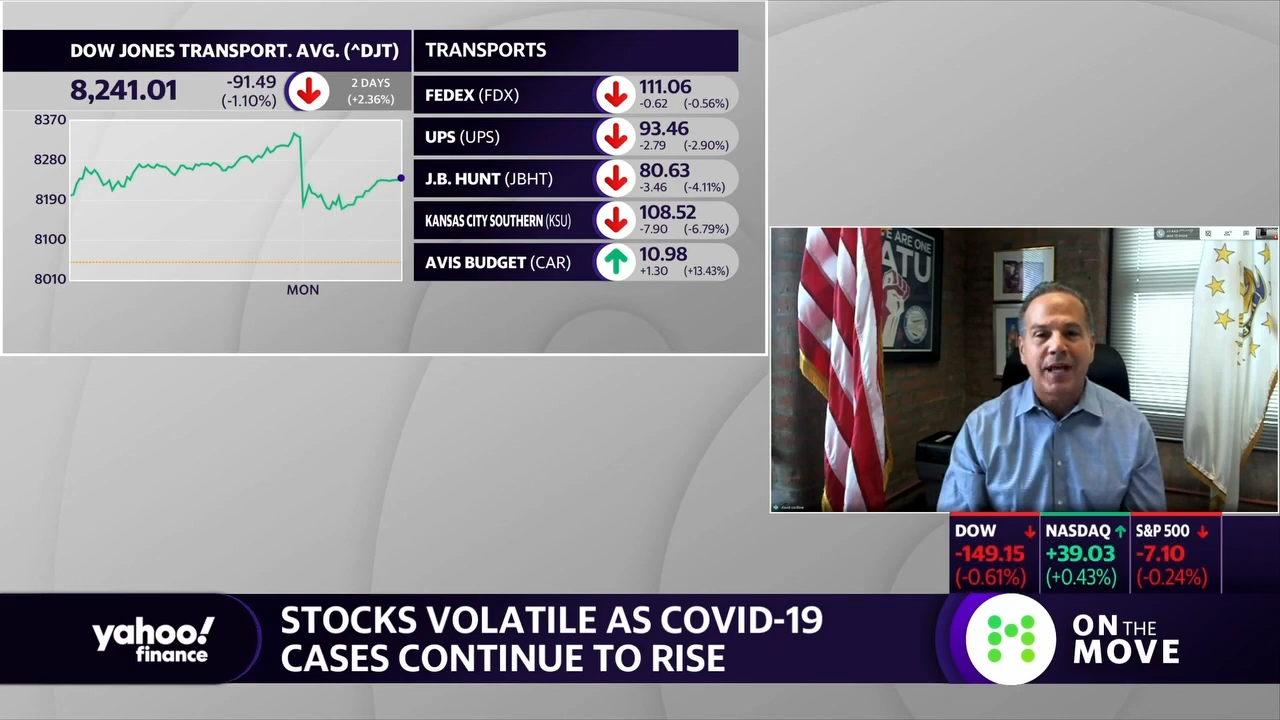 DOW JONES TRANSPORT. AVG. (^DJT)
8,241.01
-91.49
(-1.10%)
2 DAYS
(+2.36%)
8370
8280
8190
8100
8010
MON
TRANSPORTS
FEDEX (FDX)
111.06
-0.62 (-0.56%)
UPS (UPS)
93.46
-2.79 (-2.90%)
J.B. HUNT (JBHT)
80.63
-3.46 (-4.11%)
KANSAS CITY SOUTHERN (KSU)
108.52
-7.90 (-6.79%)
AVIS BUDGET (CAR)
10.98
+1.30 (+13.43%)
ARE ONE
ATU
DOW
-149.15
(-0.61%)
NASDAQ
+39.03
(+0.43%)
S&P 500
-7.10
(-0.24%)
yahoo!
finance
STOCKS VOLATILE AS COVID-19
CASES CONTINUE TO RISE
ON THE
MOVE